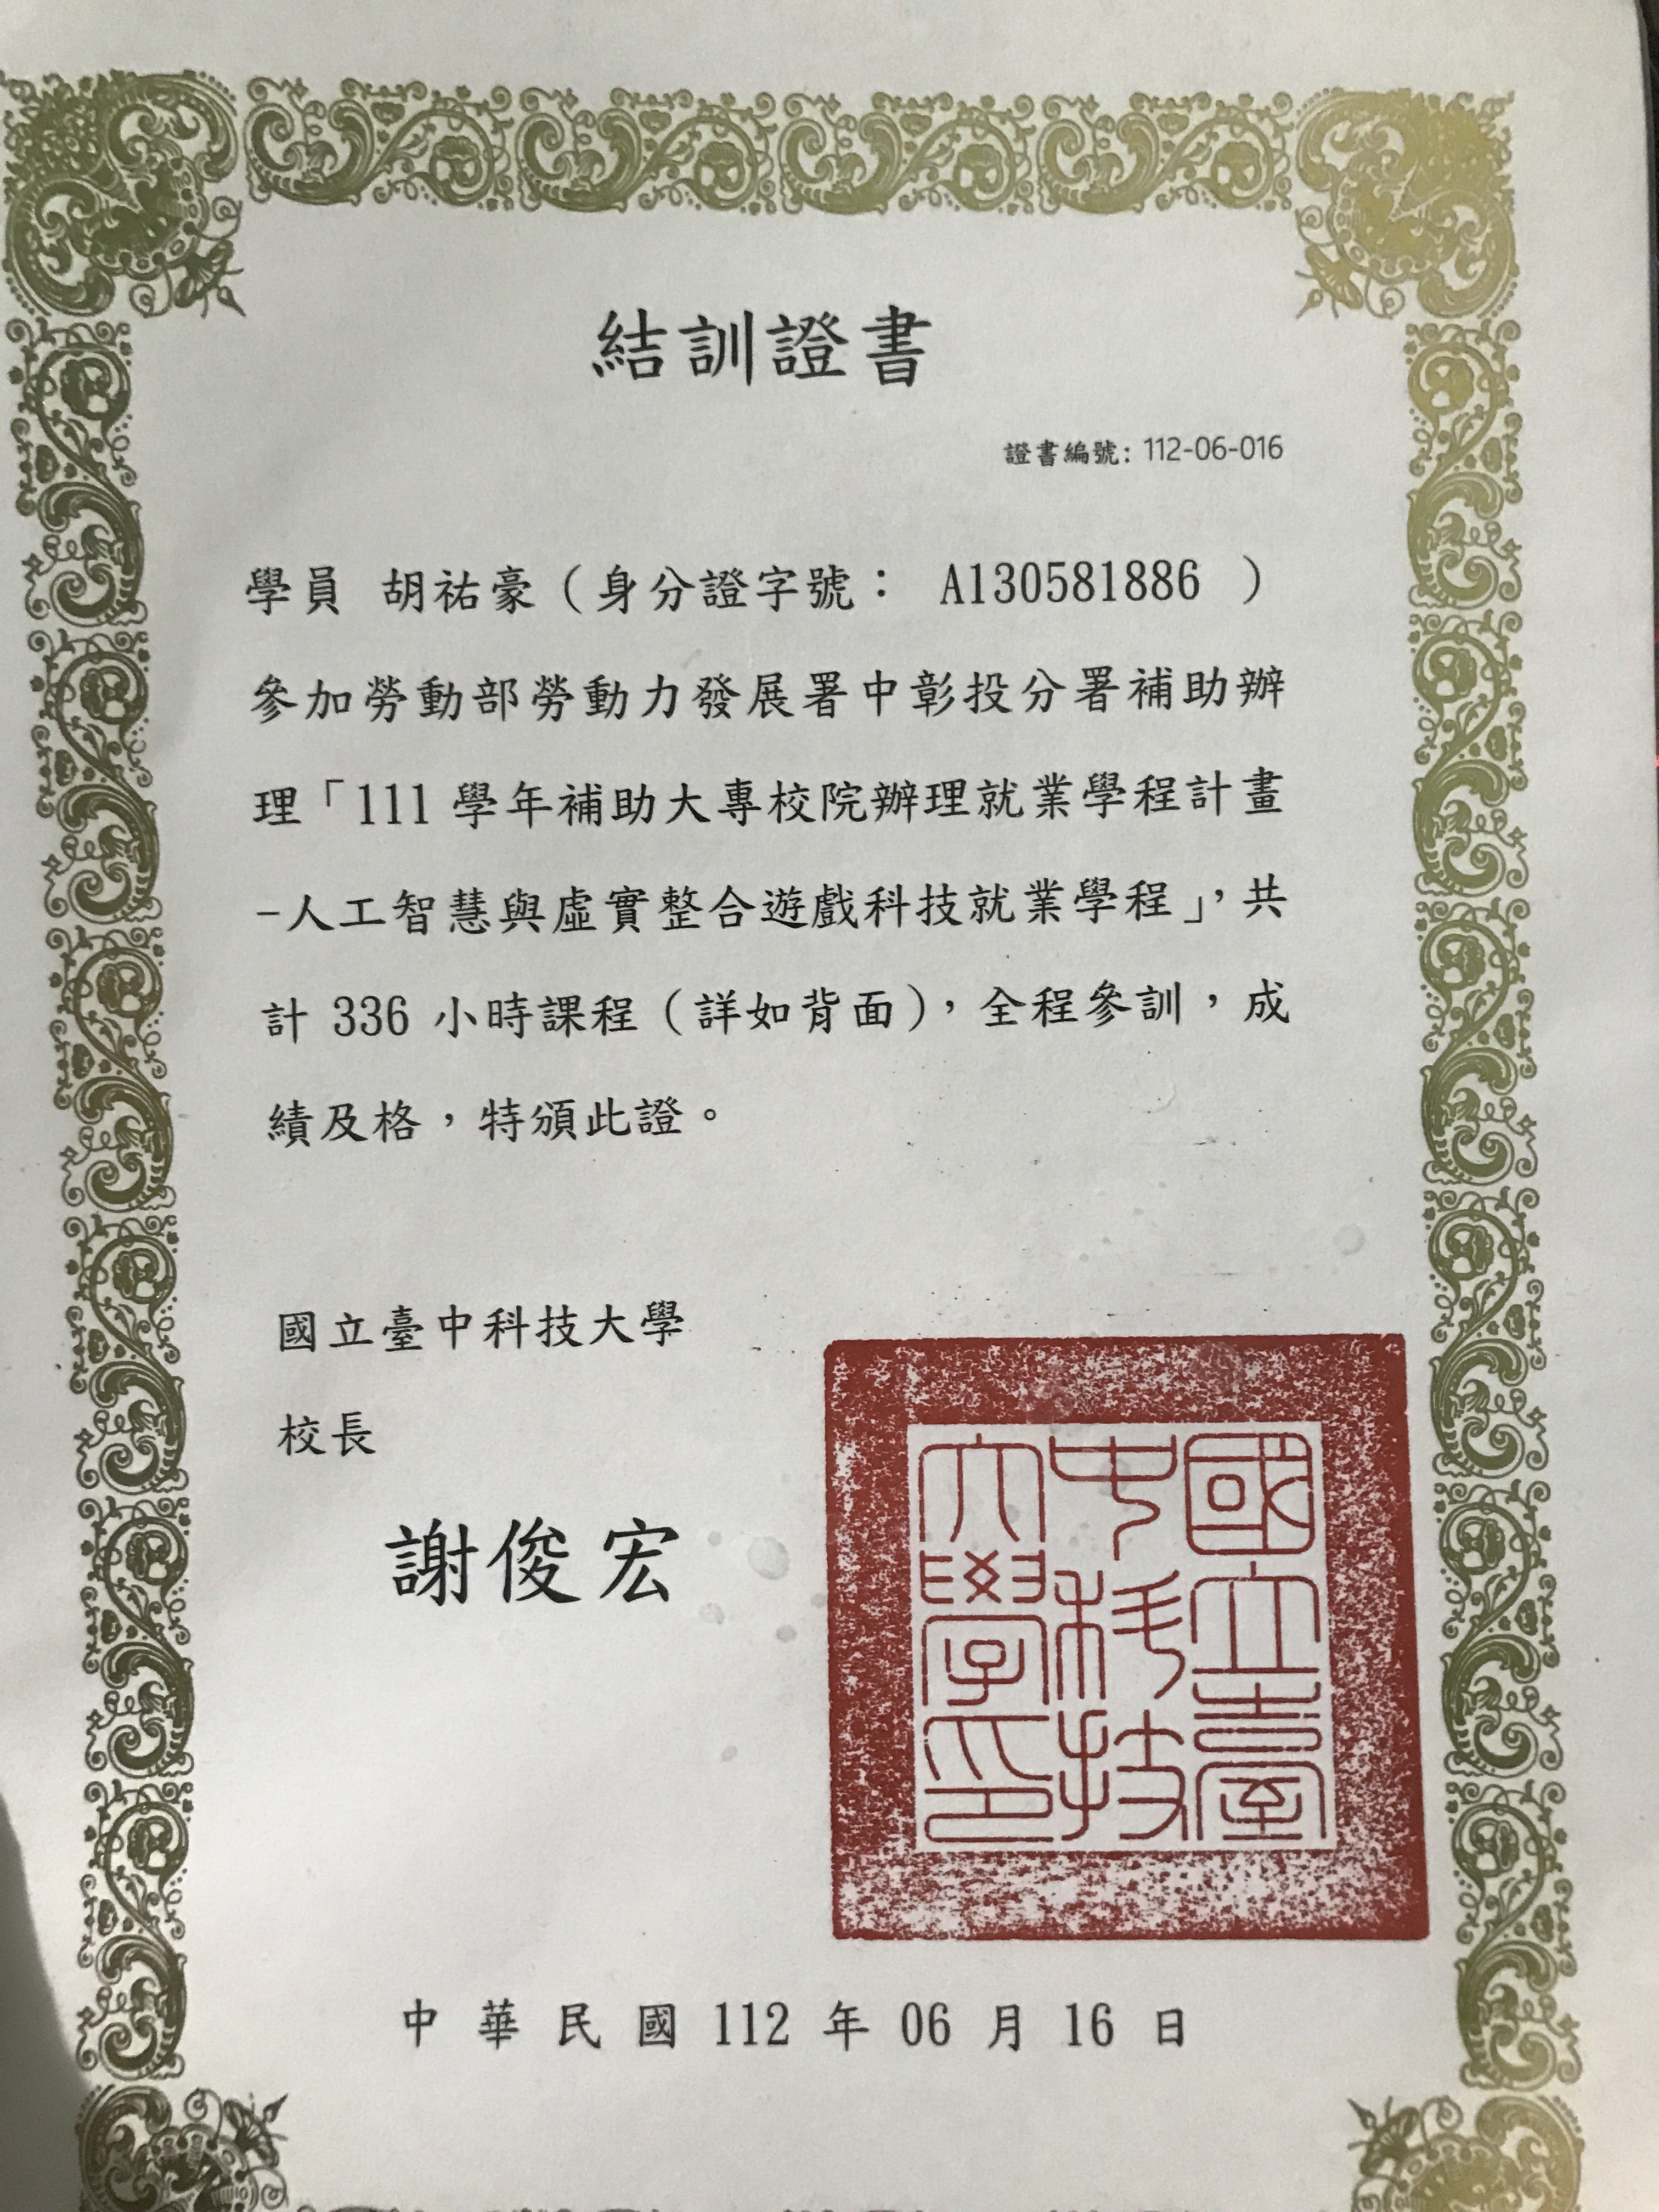 結訓證書
證書編號: 112-06-016
學員 胡祐豪（身分證字號： A130581886 ）
參加勞動部勞動力發展署中彰投分署補助辦
理「111 學年補助大專校院辦理就業學程計畫
-人工智慧與虛實整合遊戲科技就業學程」，共
計 336 小時課程（詳如背面），全程參訓，成
績及格，特頒此證。
國立臺中科技大學
校長
謝俊宏
國立臺
中科技
大學印
中 華 民 國 112 年 06 月 16 日